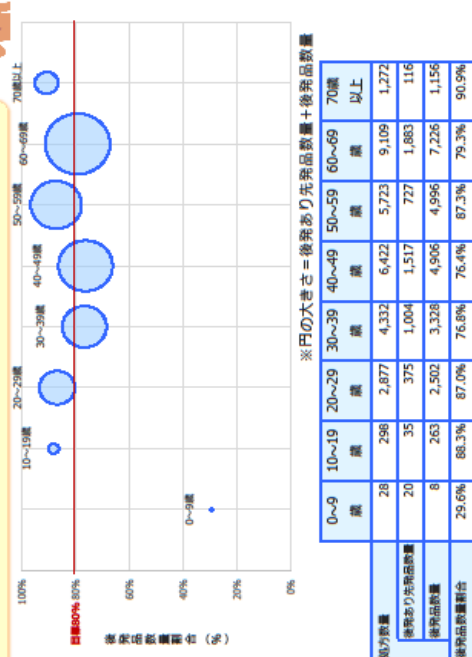 100%
目標80%
80%
60%
40%
20%
0%
後発品数量割合(%)
0~9歳
10~19歳
20~29歳
30~39歳
40~49歳
50~59歳
60~69歳
70歳以上
※円の大きさ=後発あり先発品数量+後発品数量
0~9歳 10~19歳 20~29歳 30~39歳 40~49歳 50~59歳 60~69歳 70歳以上
処方数量 28 298 2,877 4,332 6,422 5,723 9,109 1,272
後発あり先発品数量 20 35 375 1,004 1,517 727 1,883 116
後発品数量 8 263 2,502 3,328 4,906 4,996 7,226 1,156
後発品数量割合 29.6% 88.3% 87.0% 76.8% 76.4% 87.3% 79.3% 90.9%